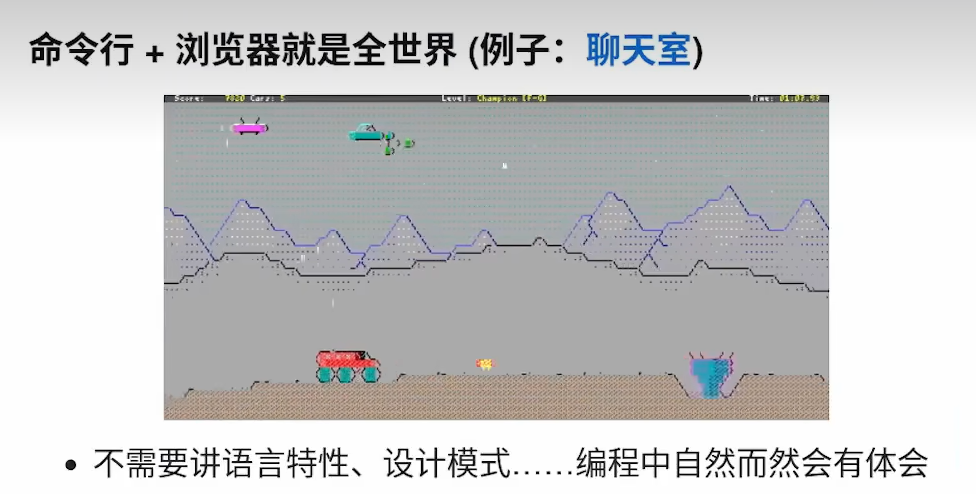 命令行 + 浏览器就是全世界 (例子：聊天室)
Score: 7020 Cars: 5 Level: Champion [P-Q] Time:
• 不需要讲语言特性、设计模式……编程中自然而然会有体会